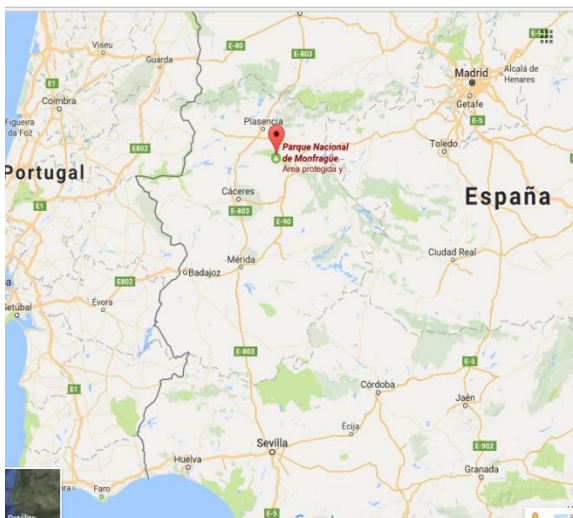 E-80
E-803
E-90
Viseu
Guarda
Madrid
Alcalá de
Henares
Getafe
E1
Coimbra
Figueira
da Foz
E802
Plasencia
E-5
Parque Nacional
de Monfragüe
Área protegida y...
Toledo
Portugal
Cáceres
E-803
España
E1
E-90
Ciudad Real
Mérida
E802
Badajoz
Setúbal
Évora
E-803
E-5
Córdoba
Jaén
E1
Écija
E-902
Sevilla
Huelva
Granada
Faro
E-5